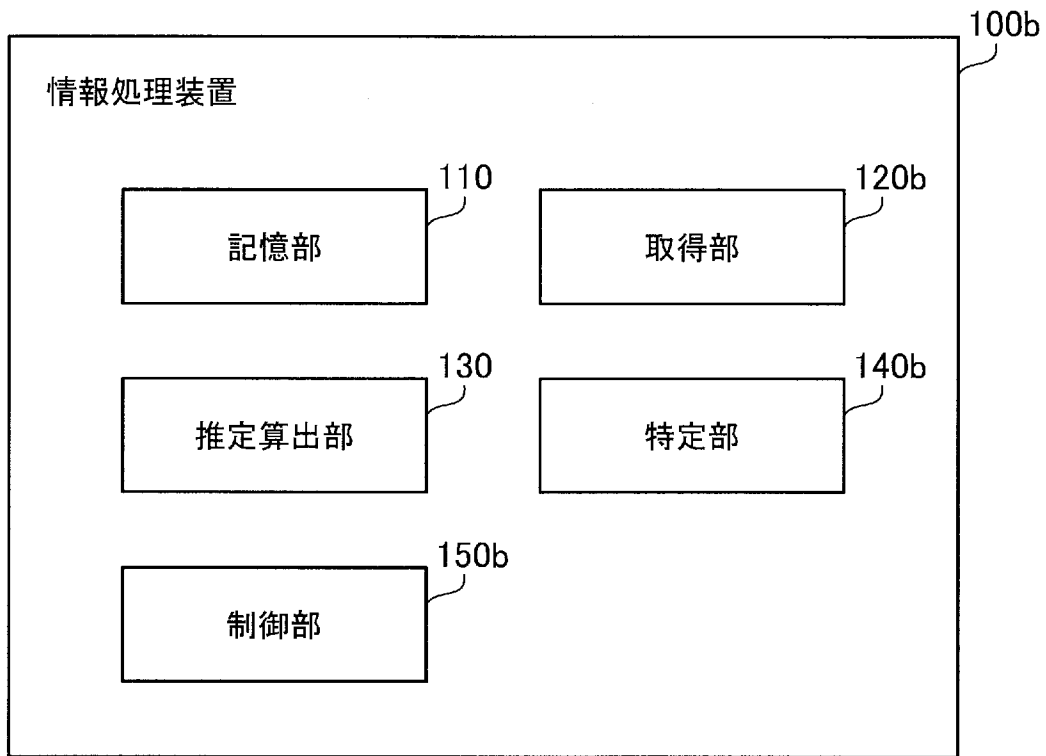 100b
情報処理装置
110
記憶部
120b
取得部
130
推定算出部
140b
特定部
150b
制御部